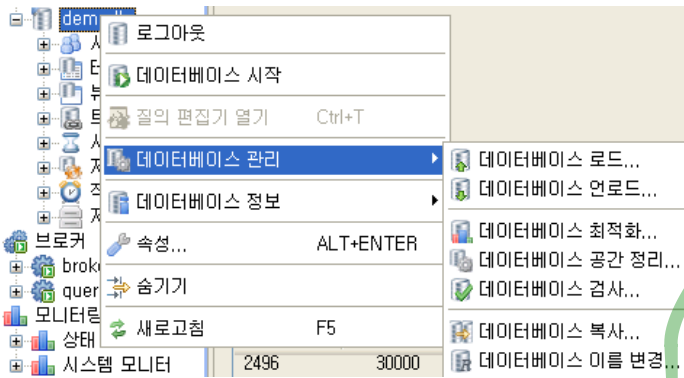 로그아웃
데이터베이스 시작
질의 편집기 열기 Ctrl+T
데이터베이스 관리
데이터베이스 정보
속성... ALT+ENTER
숨기기
새로고침 F5
데이터베이스 로드...
데이터베이스 언로드...
데이터베이스 최적화...
데이터베이스 공간 정리...
데이터베이스 검사...
데이터베이스 복사...
데이터베이스 이름 변경...
브로커
모니터링
상태
시스템 모니터
2496 30000